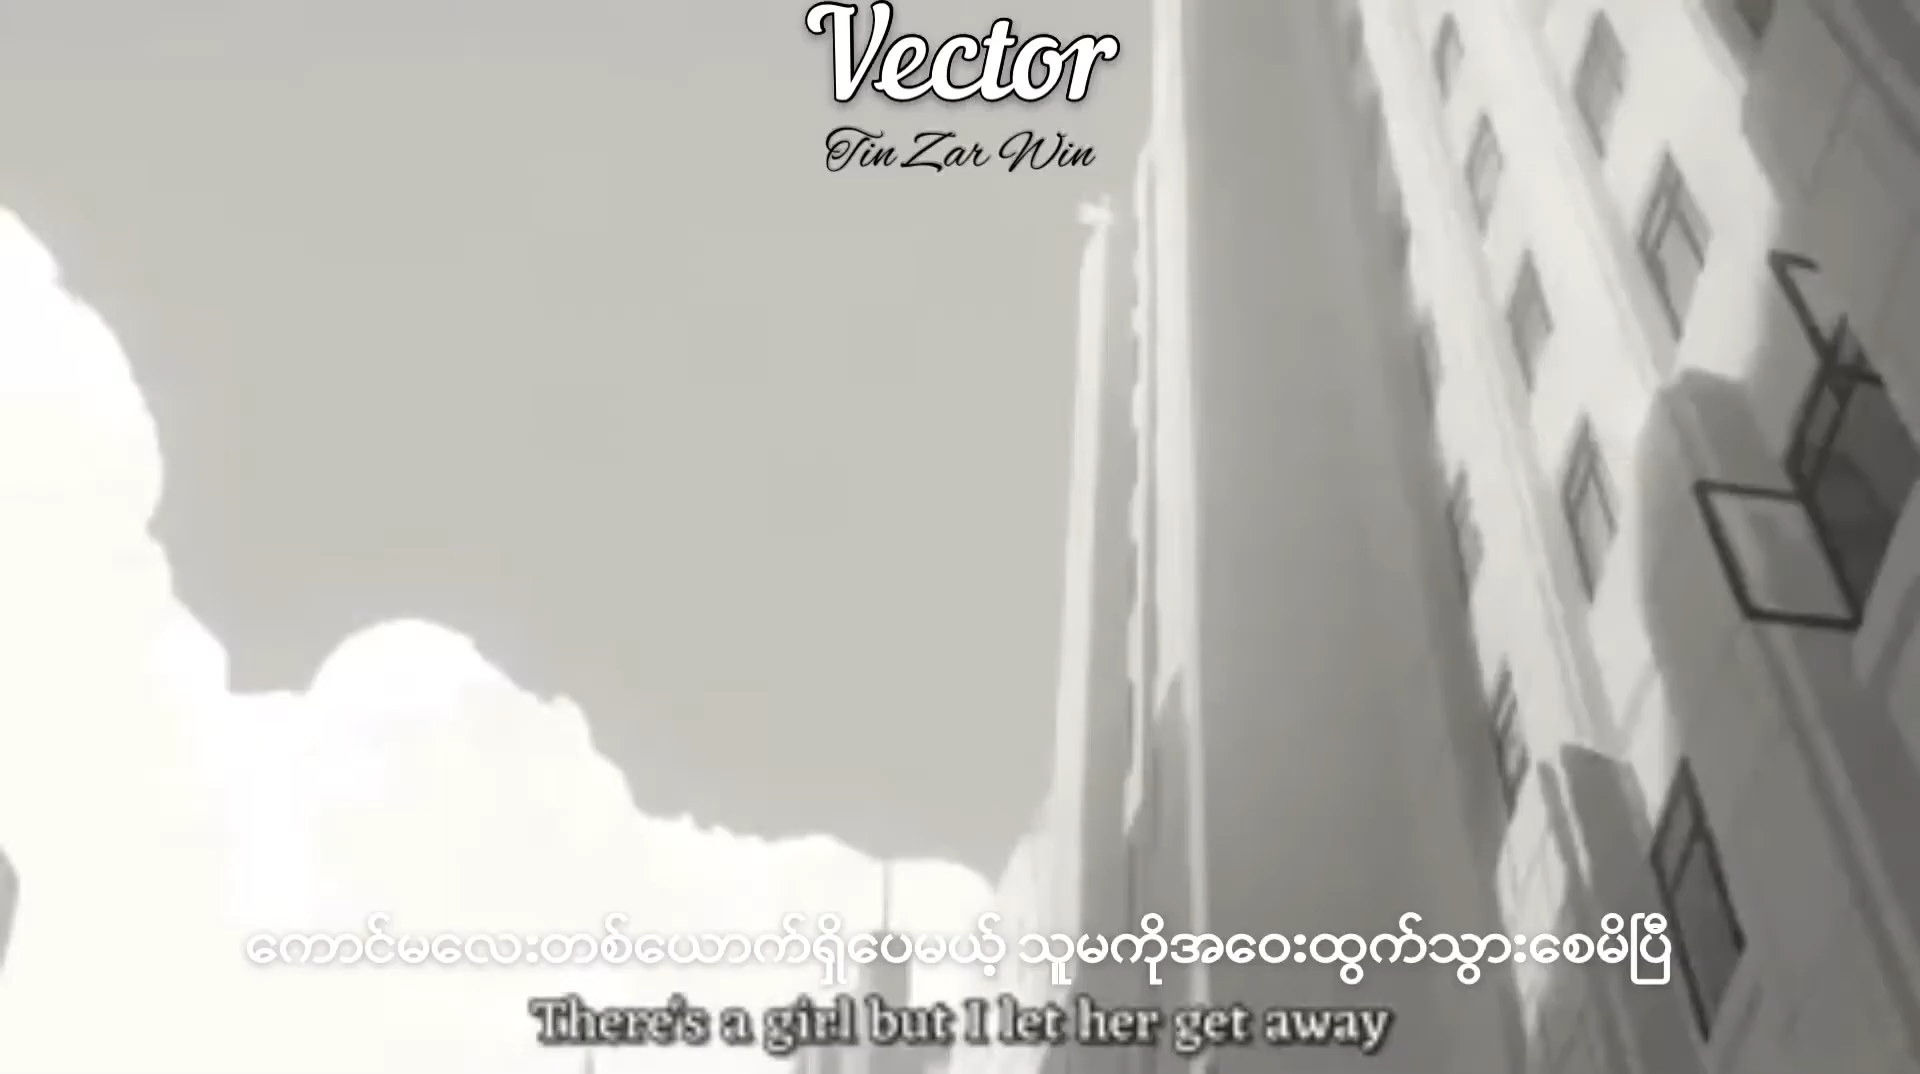 Vector
Tin Zar Win
ကောင်မလေးတစ်ယောက်ရှိပေမယ့် သူမကိုအဝေးထွက်သွားစေမိပြီ
There's a girl but I let her get away